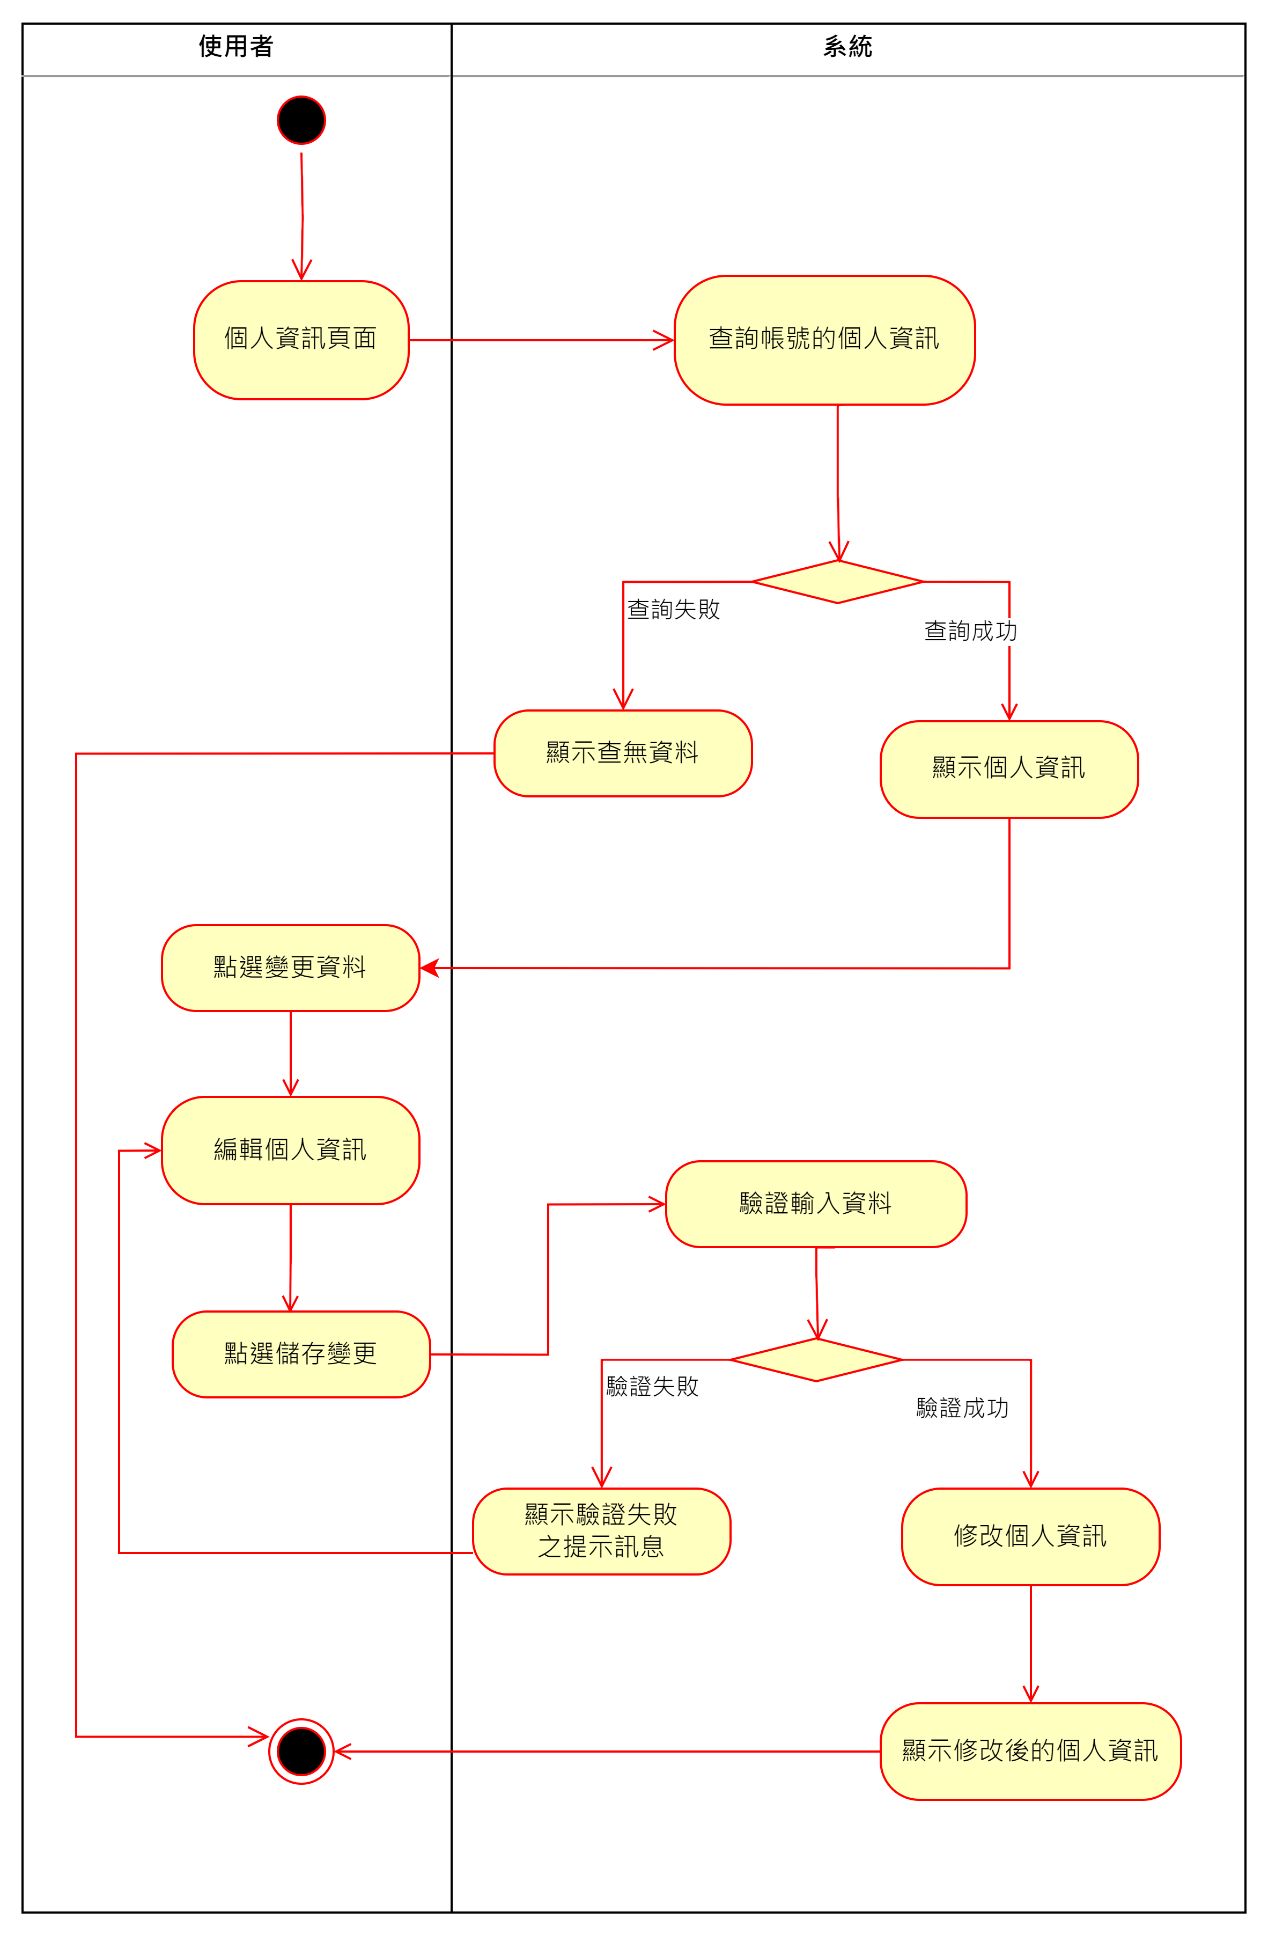 使用者
系統
個人資訊頁面
查詢帳號的個人資訊
查詢失敗
查詢成功
顯示查無資料
顯示個人資訊
點選變更資料
編輯個人資訊
驗證輸入資料
點選儲存變更
驗證失敗
驗證成功
顯示驗證失敗
之提示訊息
修改個人資訊
顯示修改後的個人資訊